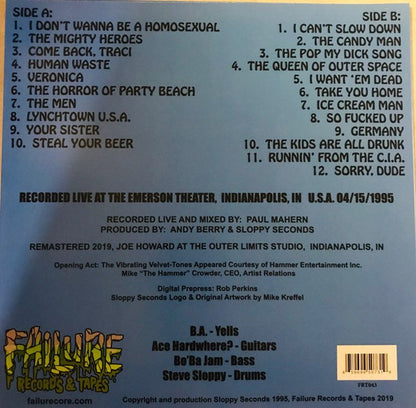 SIDE A:
1. I DON'T WANNA BE A HOMOSEXUAL
2. THE MIGHTY HEROES
3. COME BACK, TRACI
4. HUMAN WASTE
5. VERONICA
6. THE HORROR OF PARTY BEACH
7. THE MEN
8. LYNCHTOWN U.S.A.
9. YOUR SISTER
10. STEAL YOUR BEER
SIDE B:
1. I CAN'T SLOW DOWN
2. THE CANDY MAN
3. THE POP MY DICK SONG
4. THE QUEEN OF OUTER SPACE
5. I WANT 'EM DEAD
6. TAKE YOU HOME
7. ICE CREAM MAN
8. SO FUCKED UP
9. GERMANY
10. THE KIDS ARE ALL DRUNK
11. RUNNIN' FROM THE C.I.A.
12. SORRY, DUDE
RECORDED LIVE AT THE EMERSON THEATER, INDIANAPOLIS, IN U.S.A. 04/15/1995
RECORDED LIVE AND MIXED BY: PAUL MAHERN
PRODUCED BY: ANDY BERRY & SLOPPY SECONDS
REMASTERED 2019, JOE HOWARD AT THE OUTER LIMITS STUDIO, INDIANAPOLIS, IN
Opening Act: The Vibrating Velvet-Tones Appeared Courtesy of Hammer Entertainment Inc.
Mike "The Hammer" Crowder, CEO, Artist Relations
Digital Prepress: Rob Perkins
Sloppy Seconds Logo & Original Artwork by Mike Kreffel
B.A. - Yells
Ace Hardwhere? - Guitars
Bo'Ba Jam - Bass
Steve Sloppy - Drums
FAILURE
RECORDS & TAPES
failurecore.com
FRT043
Copyright and production Sloppy Seconds 1995, Failure Records & Tapes 2019